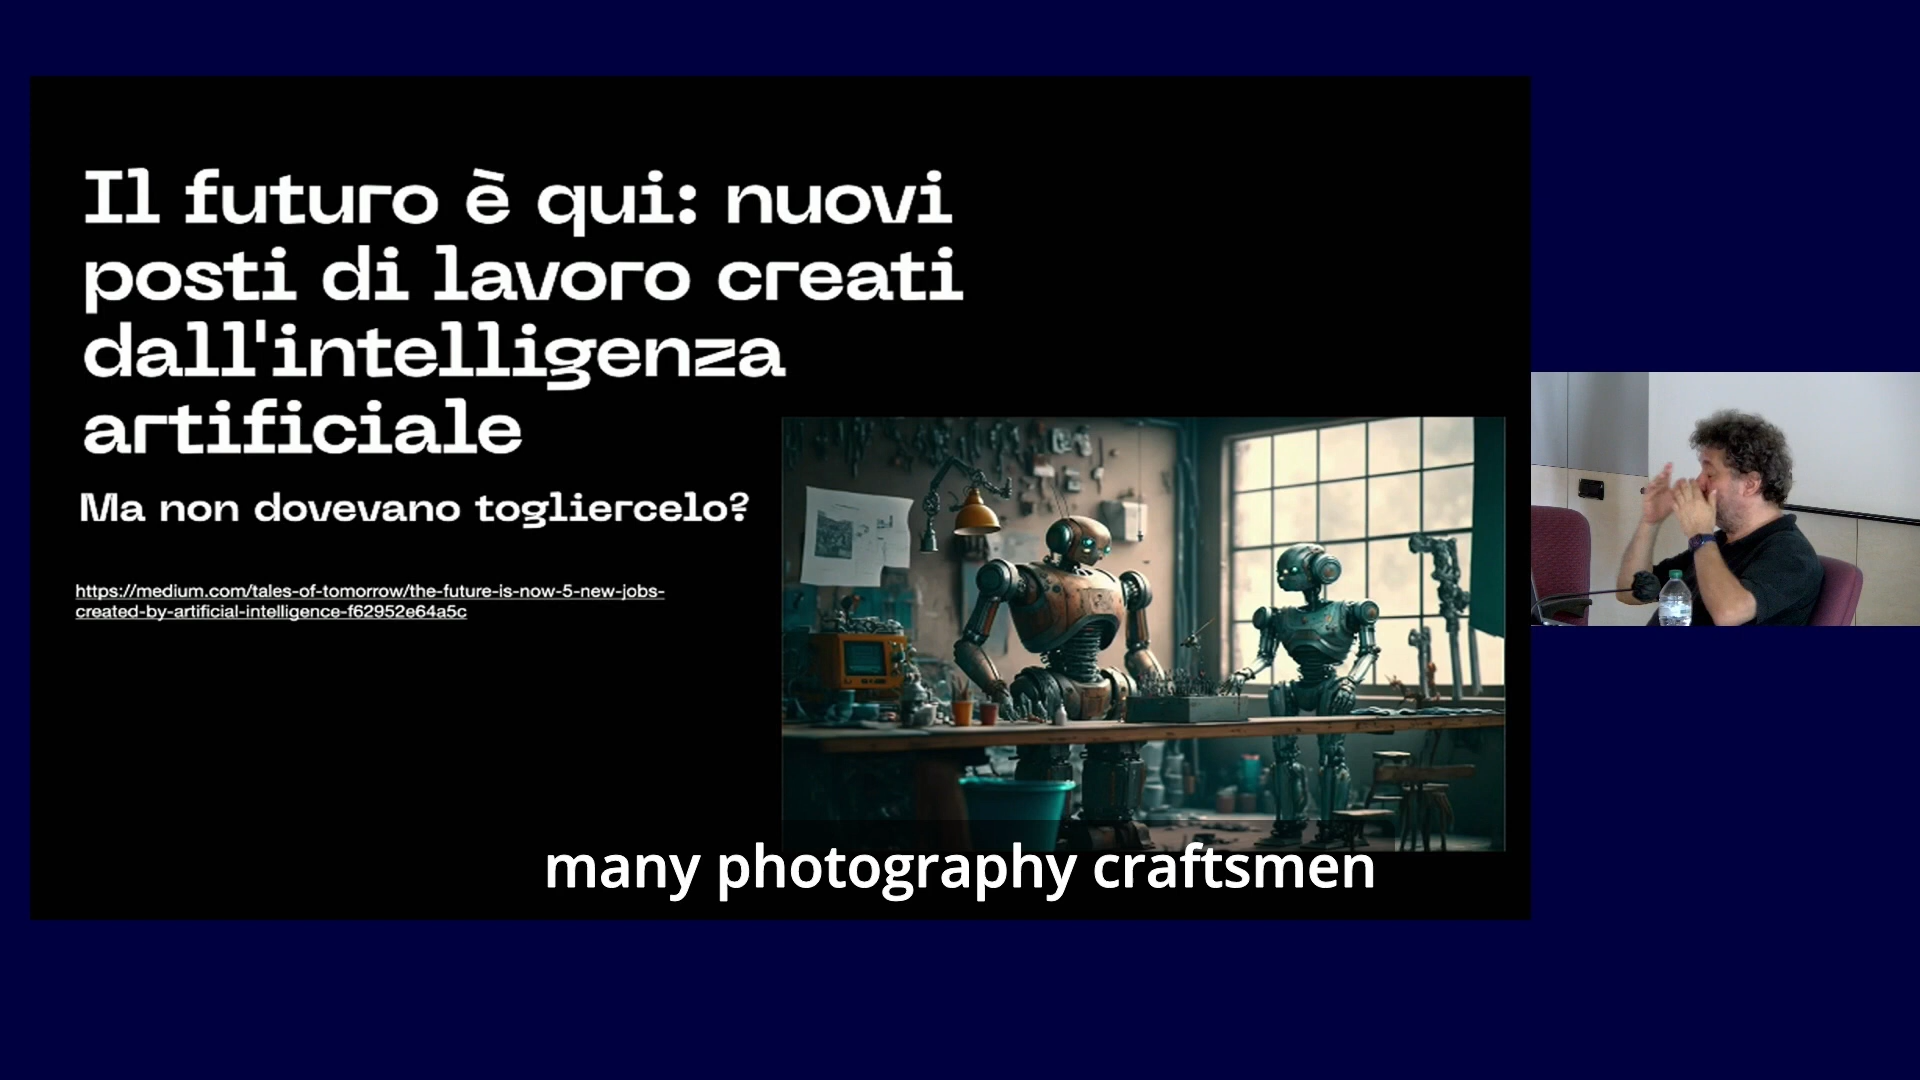 Il futuro è qui: nuovi
posti di lavoro creati
dall'intelligenza
artificiale
Ma non dovevano togliercelo?
https://medium.com/tales-of-tomorrow/the-future-is-now-5-new-jobs-
created-by-artificial-intelligence-f62952e64a5c
many photography craftsmen